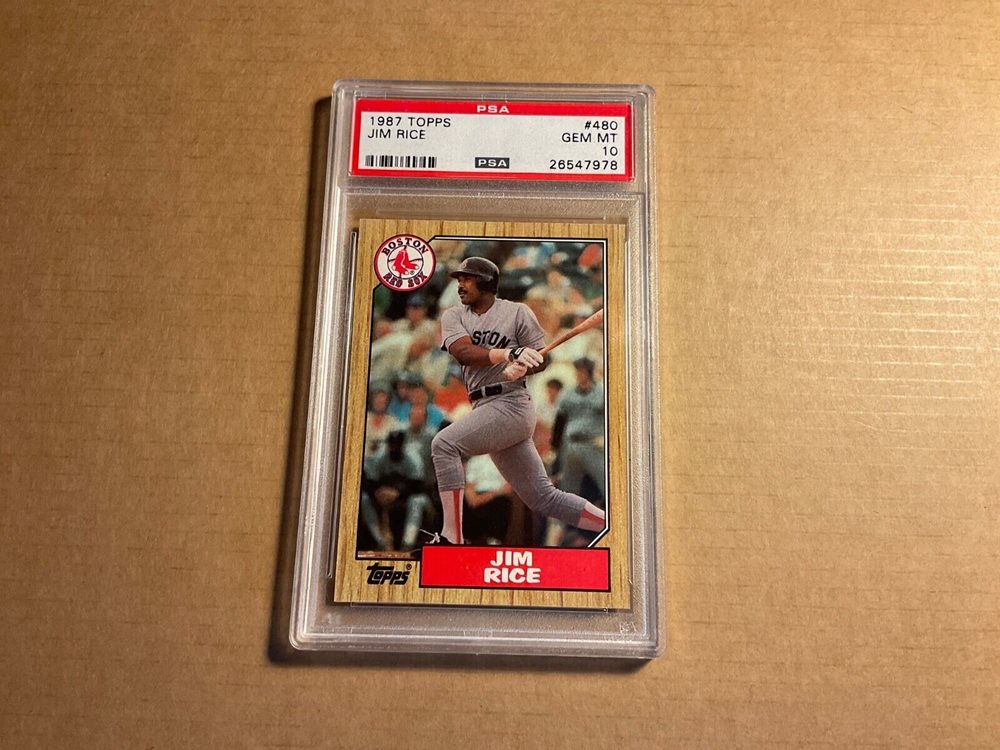 PSA
1987 TOPPS #480
JIM RICE GEM MT
10
PSA 26547978
BOSTON
RED SOX
STON
TOPPS®
JIM
RICE